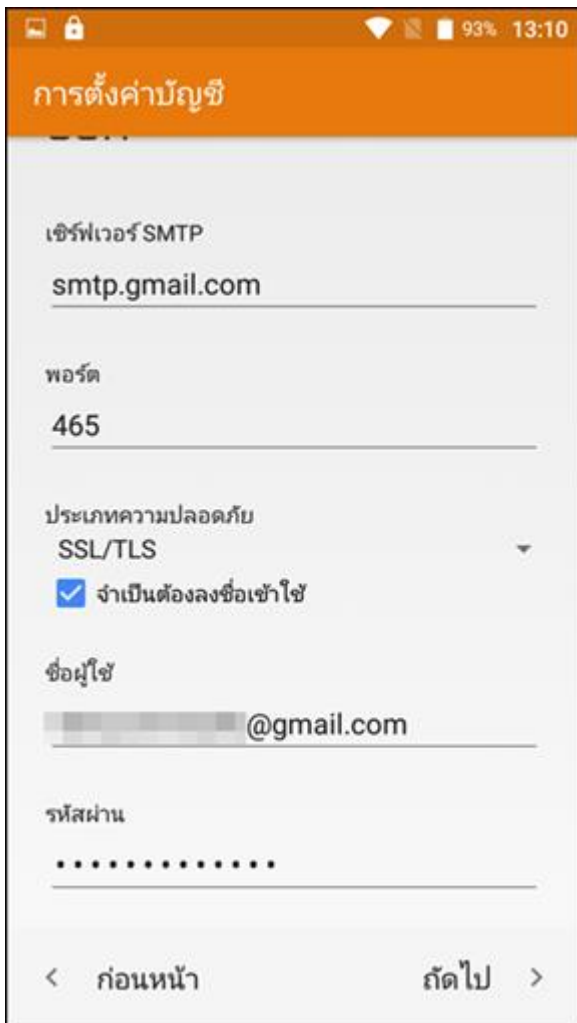 93% 13:10
การตั้งค่าบัญชี
เซิร์ฟเวอร์ SMTP
smtp.gmail.com
พอร์ต
465
ประเภทความปลอดภัย
SSL/TLS
จำเป็นต้องลงชื่อเข้าใช้
ชื่อผู้ใช้
@gmail.com
รหัสผ่าน
•••••••••••••
ก่อนหน้า ถัดไป